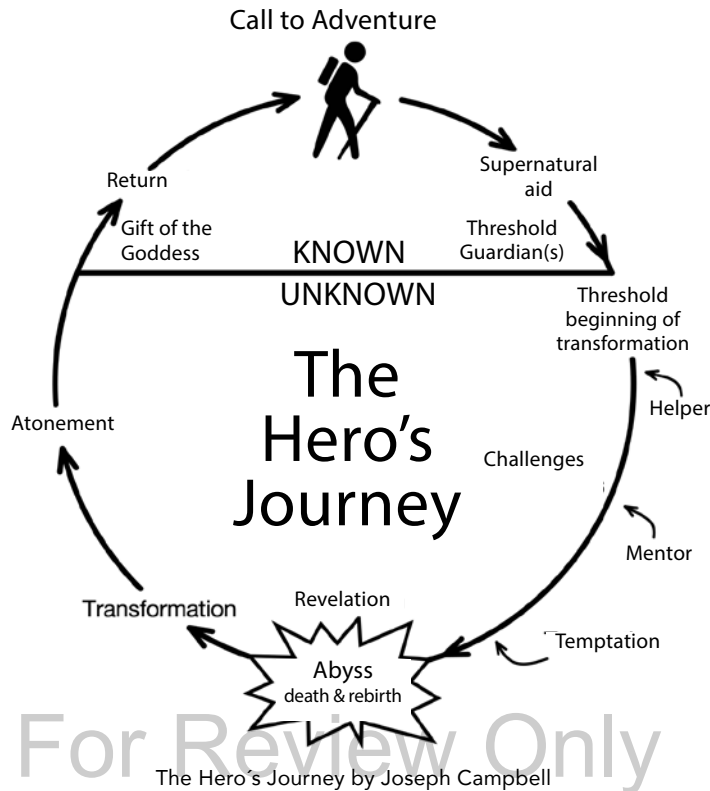 Call to Adventure
Supernatural
aid
Return
Gift of the
Goddess
Threshold
Guardian(s)
KNOWN
UNKNOWN
Threshold
beginning of
transformation
The
Hero’s
Journey
Helper
Atonement
Challenges
Mentor
Transformation
Revelation
Temptation
Abyss
death & rebirth
For Review Only
The Hero´s Journey by Joseph Campbell